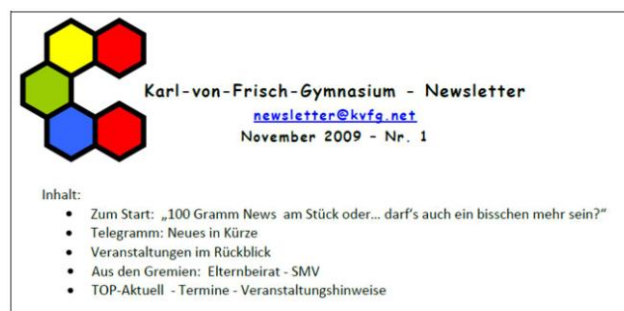 Karl-von-Frisch-Gymnasium - Newsletter
newsletter@kvfg.net
November 2009 - Nr. 1
Inhalt:
• Zum Start: „100 Gramm News am Stück oder... darf's auch ein bisschen mehr sein?“
• Telegramm: Neues in Kürze
• Veranstaltungen im Rückblick
• Aus den Gremien: Elternbeirat - SMV
• TOP-Aktuell - Termine - Veranstaltungshinweise